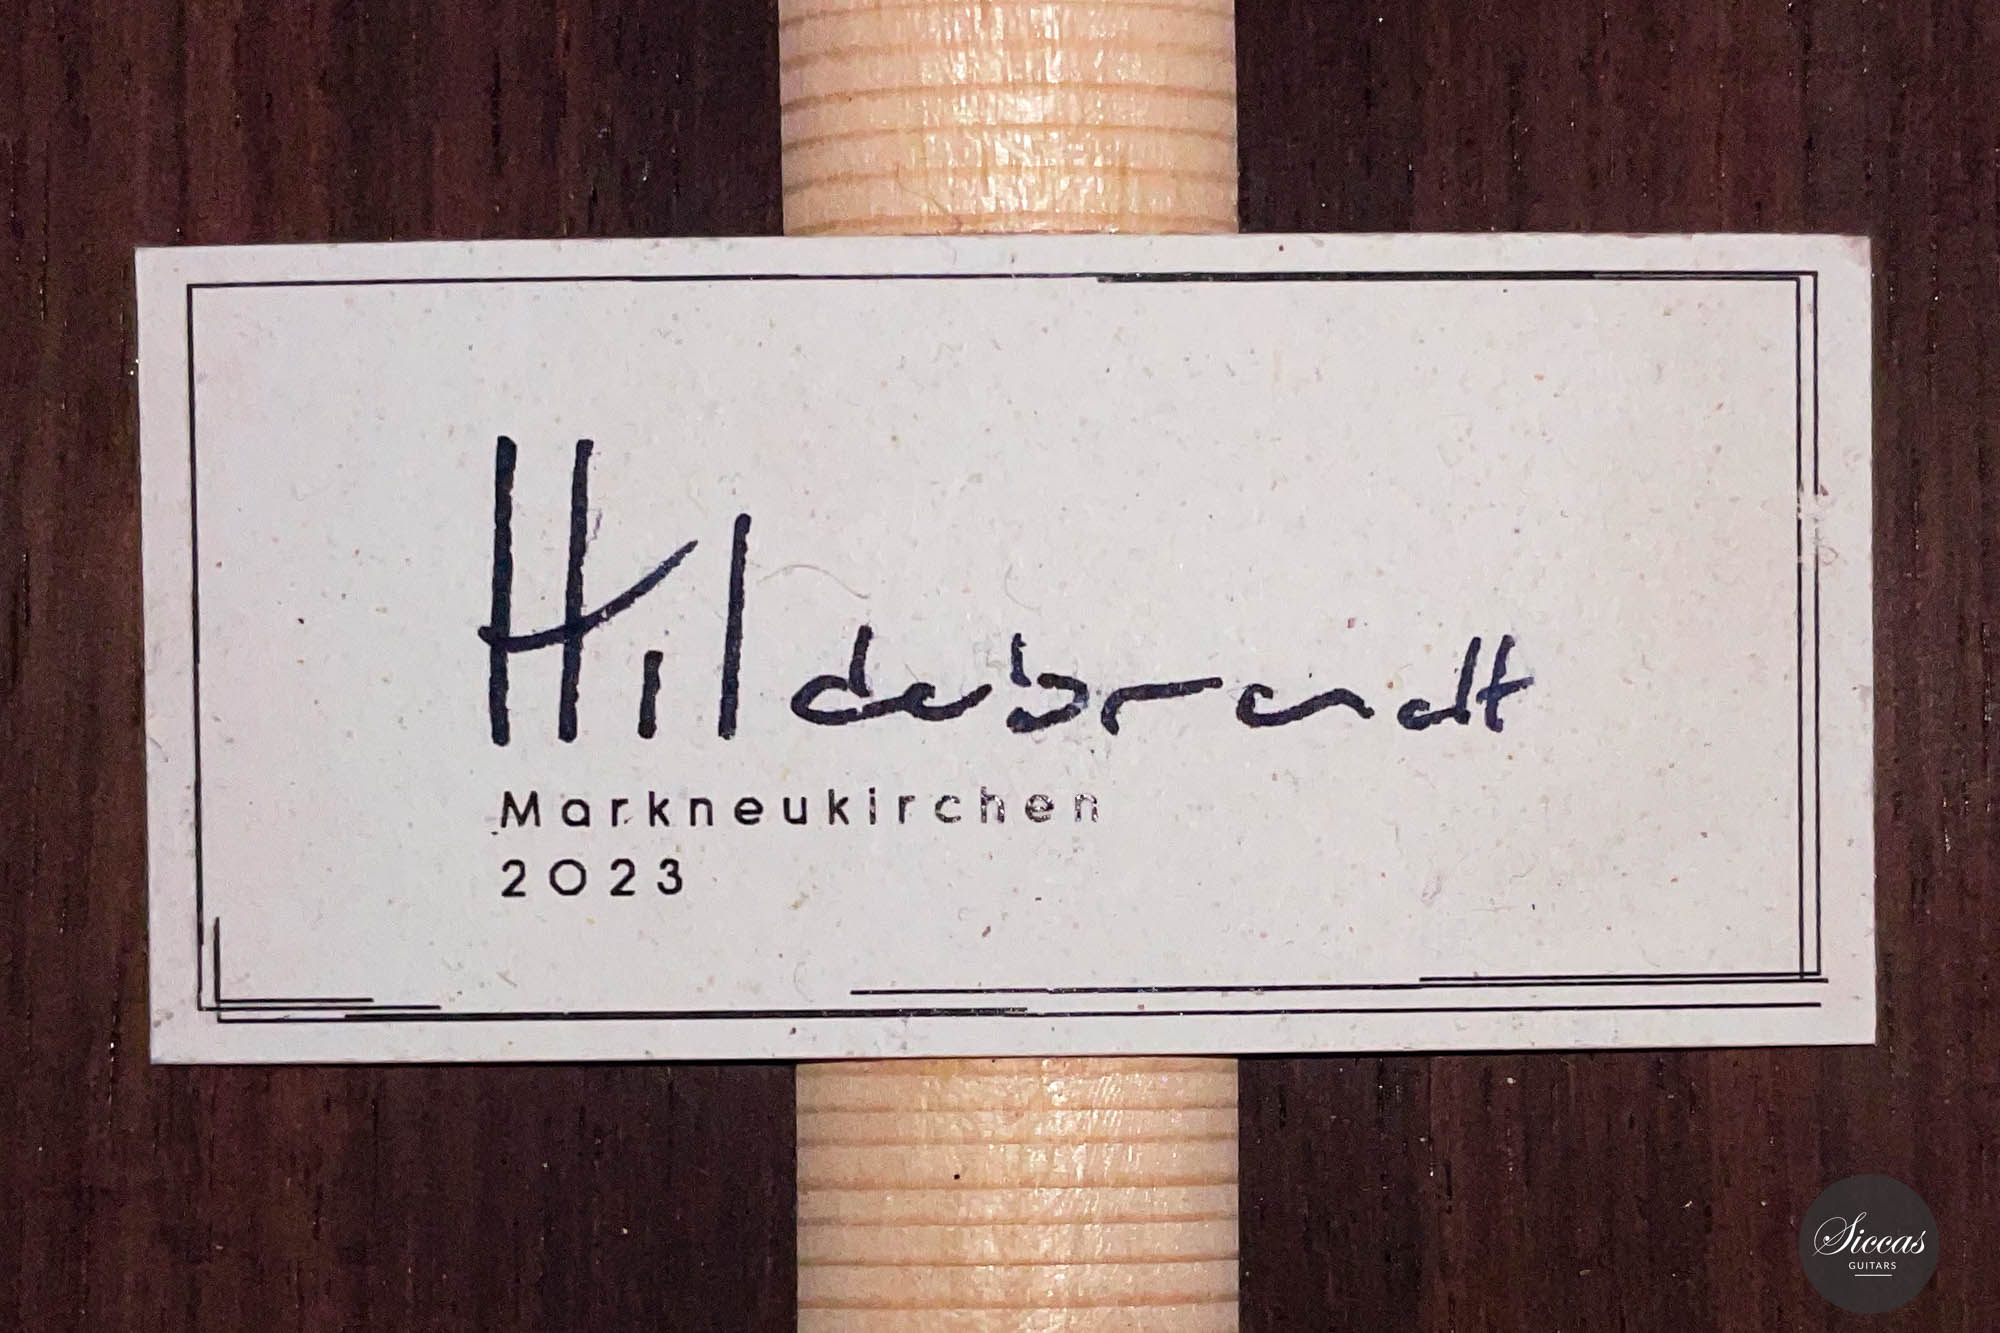 Hildebrandt
Markneukirchen
2023
Siccas
GUITARS